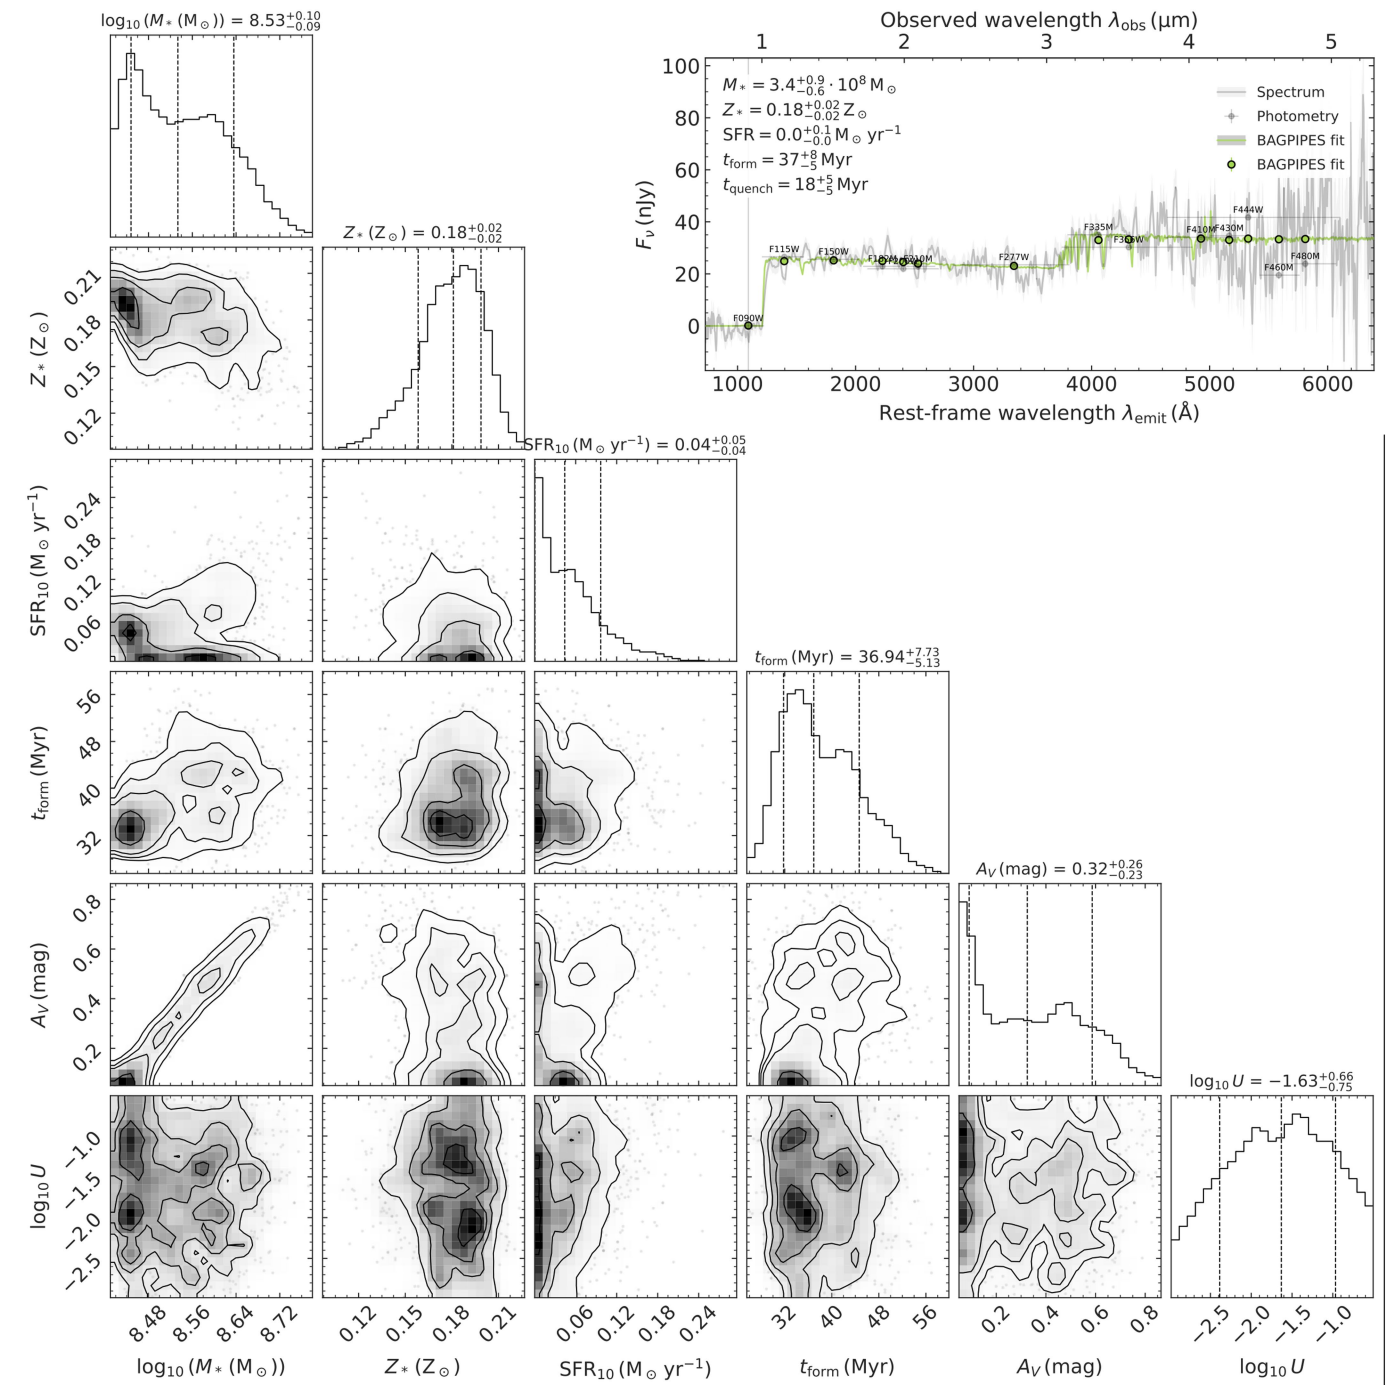 log₁₀ (M* (M⊙)) = 8.53 +0.10 −0.09
Observed wavelength λobs (μm)
1 2 3 4 5
100
80
60
40
20
0
Fν (nJy)
M* = 3.4 +0.9 −0.6 · 10⁸ M⊙
Z* = 0.18 +0.02 −0.02 Z⊙
SFR = 0.0 +0.1 −0.0 M⊙ yr⁻¹
tform = 37 +8 −5 Myr
tquench = 18 +5 −5 Myr
Spectrum
Photometry
BAGPIPES fit
BAGPIPES fit
F090W
F115W
F150W
F182M
F210M
F277W
F335M
F410M
F430M
F444W
F460M
F480M
1000 2000 3000 4000 5000 6000
Rest-frame wavelength λemit (Å)
Z* (Z⊙) = 0.18 +0.02 −0.02
Z* (Z⊙)
0.21
0.18
0.15
0.12
SFR₁₀ (M⊙ yr⁻¹) = 0.04 +0.05 −0.04
SFR₁₀ (M⊙ yr⁻¹)
0.24
0.18
0.12
0.06
tform (Myr) = 36.94 +7.73 −5.13
tform (Myr)
56
48
40
32
AV (mag) = 0.32 +0.26 −0.23
AV (mag)
0.8
0.6
0.4
0.2
log₁₀ U = −1.63 +0.66 −0.75
log₁₀ U
−1.0
−1.5
−2.0
−2.5
8.48 8.56 8.64 8.72
0.12 0.15 0.18 0.21
0.06 0.12 0.18 0.24
32 40 48 56
0.2 0.4 0.6 0.8
−2.5 −2.0 −1.5 −1.0
log₁₀ (M* (M⊙))
Z* (Z⊙)
SFR₁₀ (M⊙ yr⁻¹)
tform (Myr)
AV (mag)
log₁₀ U